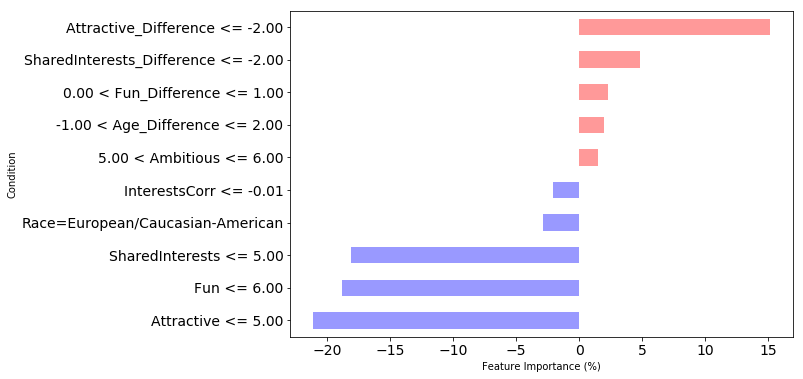 Attractive_Difference <= -2.00
SharedInterests_Difference <= -2.00
0.00 < Fun_Difference <= 1.00
-1.00 < Age_Difference <= 2.00
5.00 < Ambitious <= 6.00
InterestsCorr <= -0.01
Race=European/Caucasian-American
SharedInterests <= 5.00
Fun <= 6.00
Attractive <= 5.00
Condition
−20 −15 −10 −5 0 5 10 15
Feature Importance (%)